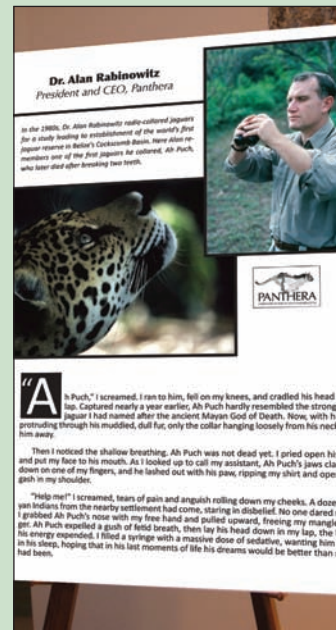 Dr. Alan Rabinowitz
President and CEO, Panthera
In the 1980s, Dr. Alan Rabinowitz radio-collared jaguars
for a study leading to establishment of the world's first
jaguar reserve in Belize's Cockscomb Basin. Here Alan re-
members one of the first jaguars he collared, Ah Puch,
who later died after breaking two teeth.
PANTHERA
"Ah Puch," I screamed. I ran to him, fell on my knees, and cradled his head
lap. Captured nearly a year earlier, Ah Puch hardly resembled the strong
jaguar I had named after the ancient Mayan God of Death. Now, with
protruding through his muddied, dull fur, only the collar hanging loosely from his neck
him away.
Then I noticed the shallow breathing. Ah Puch was not dead yet. I pried open his
and put my face to his mouth. As I looked up to call my assistant, Ah Puch's jaws
down on one of my fingers, and he lashed out with his paw, ripping my shirt and
gash in my shoulder.
"Help me!" I screamed, tears of pain and anguish rolling down my cheeks. A
yan Indians from the nearby settlement had come, staring in disbelief. No one dared
I grabbed Ah Puch's nose with my free hand and pulled upward, freeing my
ger. Ah Puch expelled a gush of fetid breath, then lay his head down in my lap, the
his energy expended. I filled a syringe with a massive dose of sedative, wanting him
in his sleep, hoping that in his last moments of life his dreams would be better than
had been.